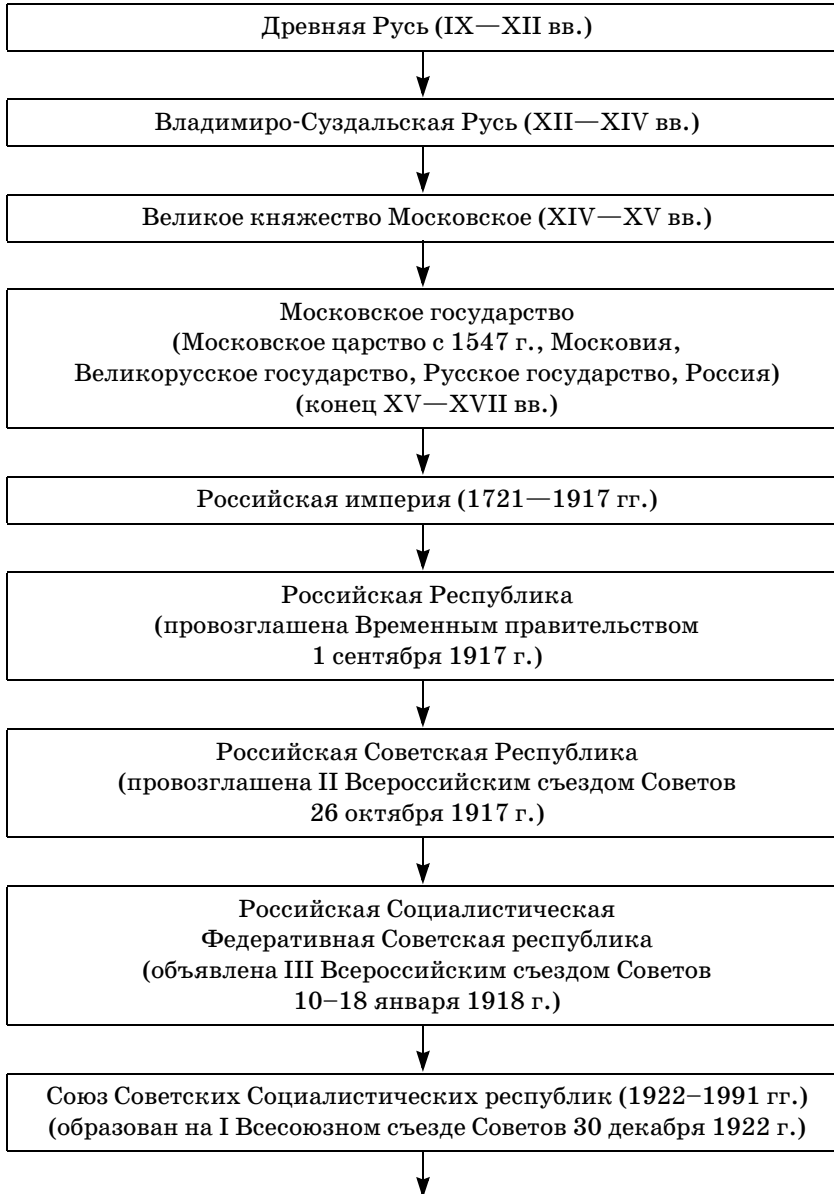 Древняя Русь (IX—XII вв.)
Владимиро-Суздальская Русь (XII—XIV вв.)
Великое княжество Московское (XIV—XV вв.)
Московское государство
(Московское царство с 1547 г., Московия,
Великорусское государство, Русское государство, Россия)
(конец XV—XVII вв.)
Российская империя (1721—1917 гг.)
Российская Республика
(провозглашена Временным правительством
1 сентября 1917 г.)
Российская Советская Республика
(провозглашена II Всероссийским съездом Советов
26 октября 1917 г.)
Российская Социалистическая
Федеративная Советская республика
(объявлена III Всероссийским съездом Советов
10–18 января 1918 г.)
Союз Советских Социалистических республик (1922–1991 гг.)
(образован на I Всесоюзном съезде Советов 30 декабря 1922 г.)